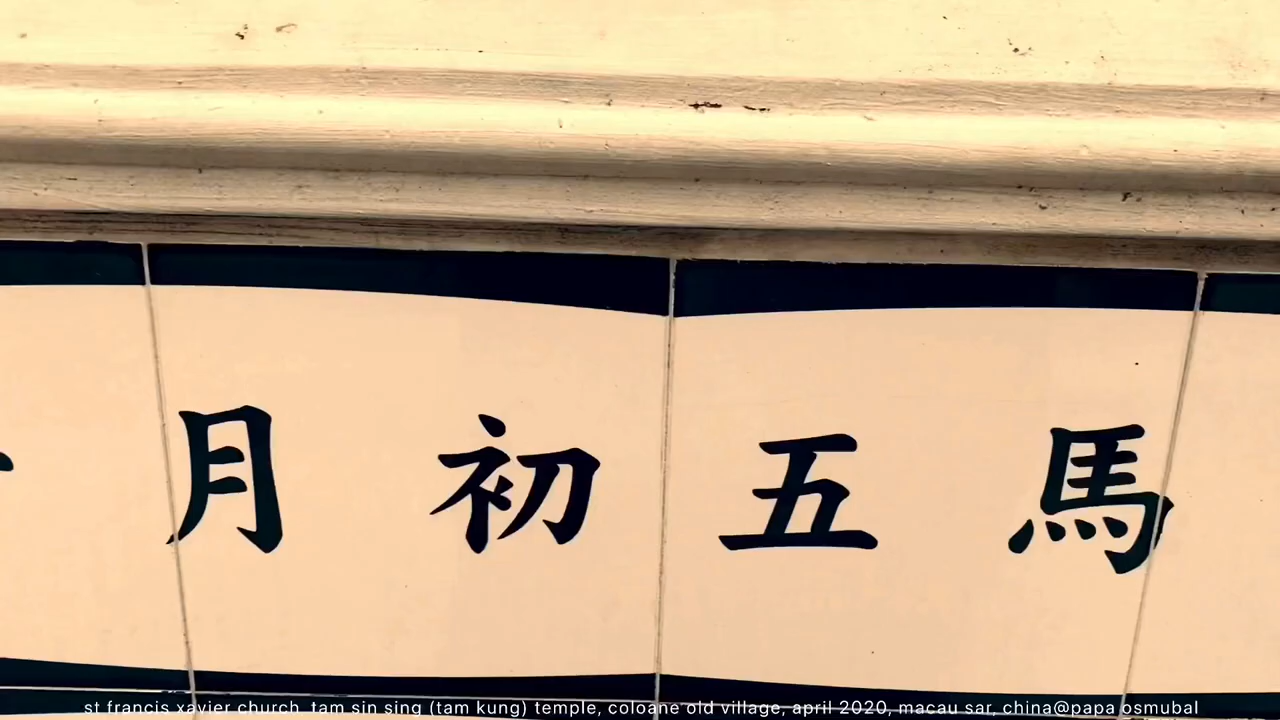 月初五馬
st francis xavier church, tam sin sing (tam kung) temple, coloane old village, april 2020, macau sar, china@papa osmubal